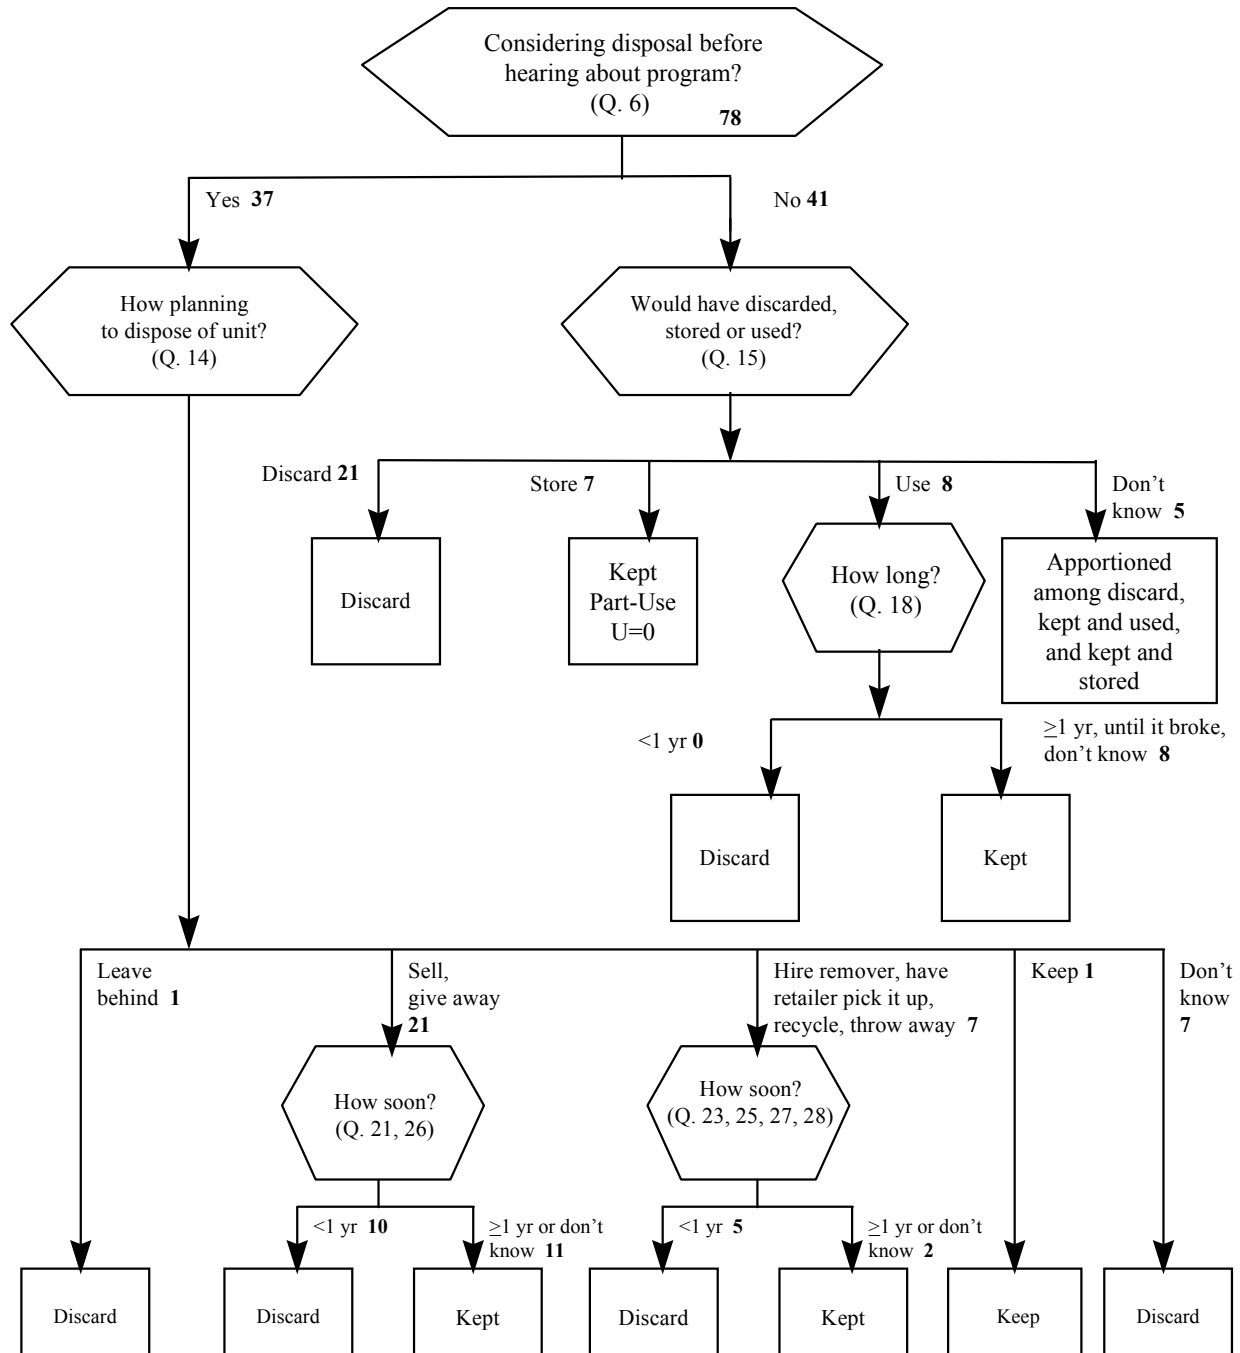 Considering disposal before
hearing about program?
(Q. 6)
78
Yes 37
No 41
How planning
to dispose of unit?
(Q. 14)
Would have discarded,
stored or used?
(Q. 15)
Discard 21
Store 7
Use 8
Don't
know 5
Discard
Kept
Part-Use
U=0
How long?
(Q. 18)
Apportioned
among discard,
kept and used,
and kept and
stored
<1 yr 0
≥1 yr, until it broke,
don't know 8
Discard
Kept
Leave
behind 1
Sell,
give away
21
Hire remover, have
retailer pick it up,
recycle, throw away 7
Keep 1
Don't
know
7
How soon?
(Q. 21, 26)
How soon?
(Q. 23, 25, 27, 28)
<1 yr 10
≥1 yr or don't
know 11
<1 yr 5
≥1 yr or don't
know 2
Discard
Discard
Kept
Discard
Kept
Keep
Discard